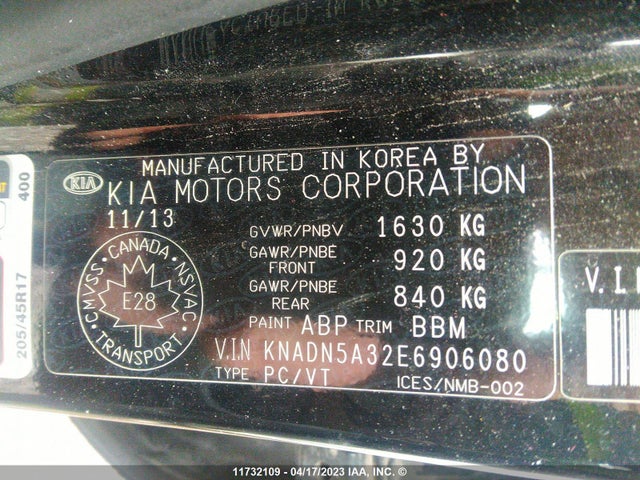 MANUFACTURED IN KOREA BY
KIA KIA MOTORS CORPORATION
11/13
GVWR/PNBV 1630 KG
GAWR/PNBE FRONT 920 KG
GAWR/PNBE REAR 840 KG
PAINT ABP TRIM BBM
V.I.N KNADN5A32E6906080
TYPE PC/VT ICES/NMB-002
CANADA
CMVSS NSVAC
E28
TRANSPORT
400
205/45R17
V.I.
11732109 - 04/17/2023 IAA, INC. ©